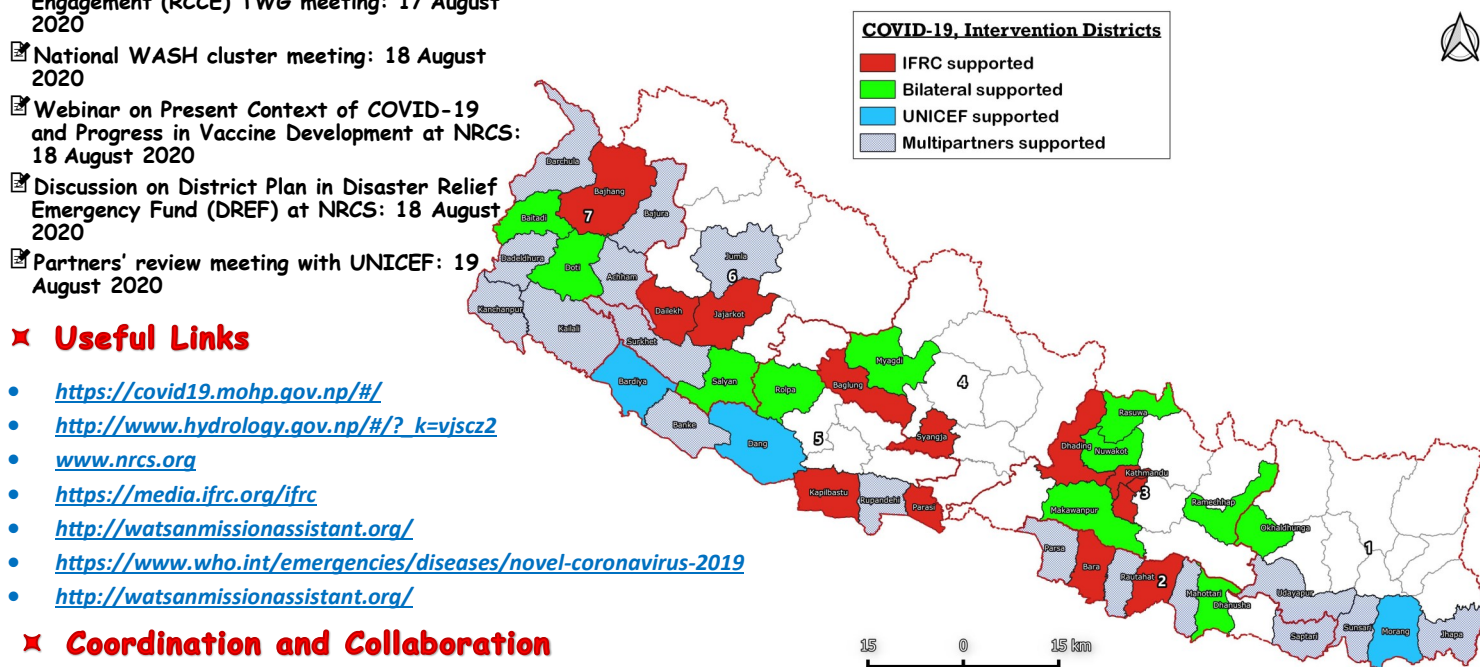 Engagement (RCCE) TWG meeting: 17 August
2020
National WASH cluster meeting: 18 August
2020
Webinar on Present Context of COVID-19
and Progress in Vaccine Development at NRCS:
18 August 2020
Discussion on District Plan in Disaster Relief
Emergency Fund (DREF) at NRCS: 18 August
2020
Partners' review meeting with UNICEF: 19
August 2020
Useful Links
https://covid19.mohp.gov.np/#/
http://www.hydrology.gov.np/#/?_k=vjscz2
www.nrcs.org
https://media.ifrc.org/ifrc
http://watsanmissionassistant.org/
https://www.who.int/emergencies/diseases/novel-coronavirus-2019
http://watsanmissionassistant.org/
Coordination and Collaboration
COVID-19, Intervention Districts
IFRC supported
Bilateral supported
UNICEF supported
Multipartners supported
Darchula
Bajhang
7
Baitadi
Bajura
Dadeldhura
Doti
Achham
Jumla
6
Kanchanpur
Kailali
Dailekh
Jajarkot
Surkhet
Bardiya
Salyan
Rolpa
Myagdi
Baglung
4
Banke
Dang
5
Syangja
Kapilbastu
Rupandehi
Parasi
Rasuwa
Dhading
Nuwakot
Kathmandu
3
Makawanpur
Ramechhap
Okhaldhunga
1
Parsa
Bara
Rautahat
2
Mahottari
Dhanusha
Udayapur
Saptari
Sunsari
Morang
Jhapa
15 0 15 km